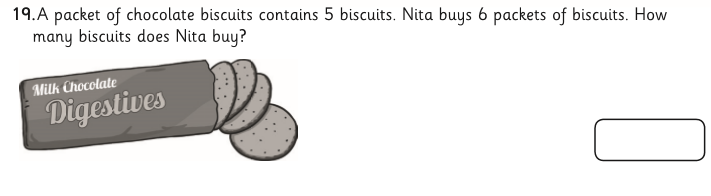 19.A packet of chocolate biscuits contains 5 biscuits. Nita buys 6 packets of biscuits. How
many biscuits does Nita buy?
Milk Chocolate
Digestives